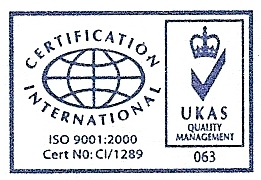 CERTIFICATION
INTERNATIONAL
ISO 9001:2000
Cert N0: CI/1289
UKAS
QUALITY
MANAGEMENT
063